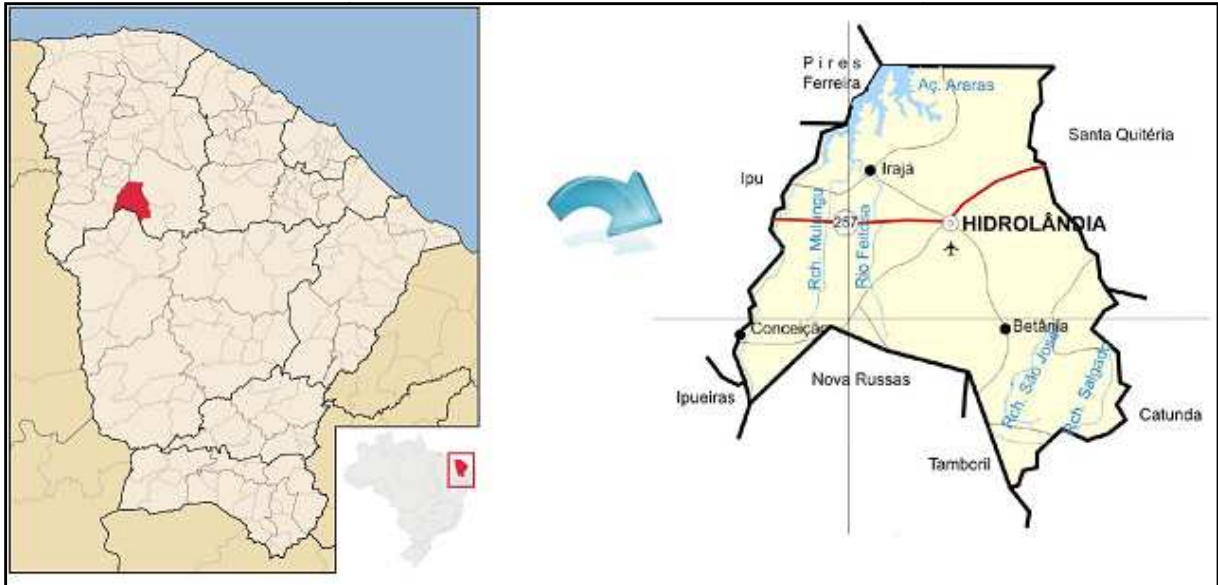 Pires
Ferreira
Aç. Araras
Santa Quitéria
Ipu
Irajá
Rch. Mulungu
257
Rio Feitosa
HIDROLÂNDIA
Conceição
Betânia
Nova Russas
Ipueiras
Rch. São José
Rch. Salgado
Catunda
Tamboril